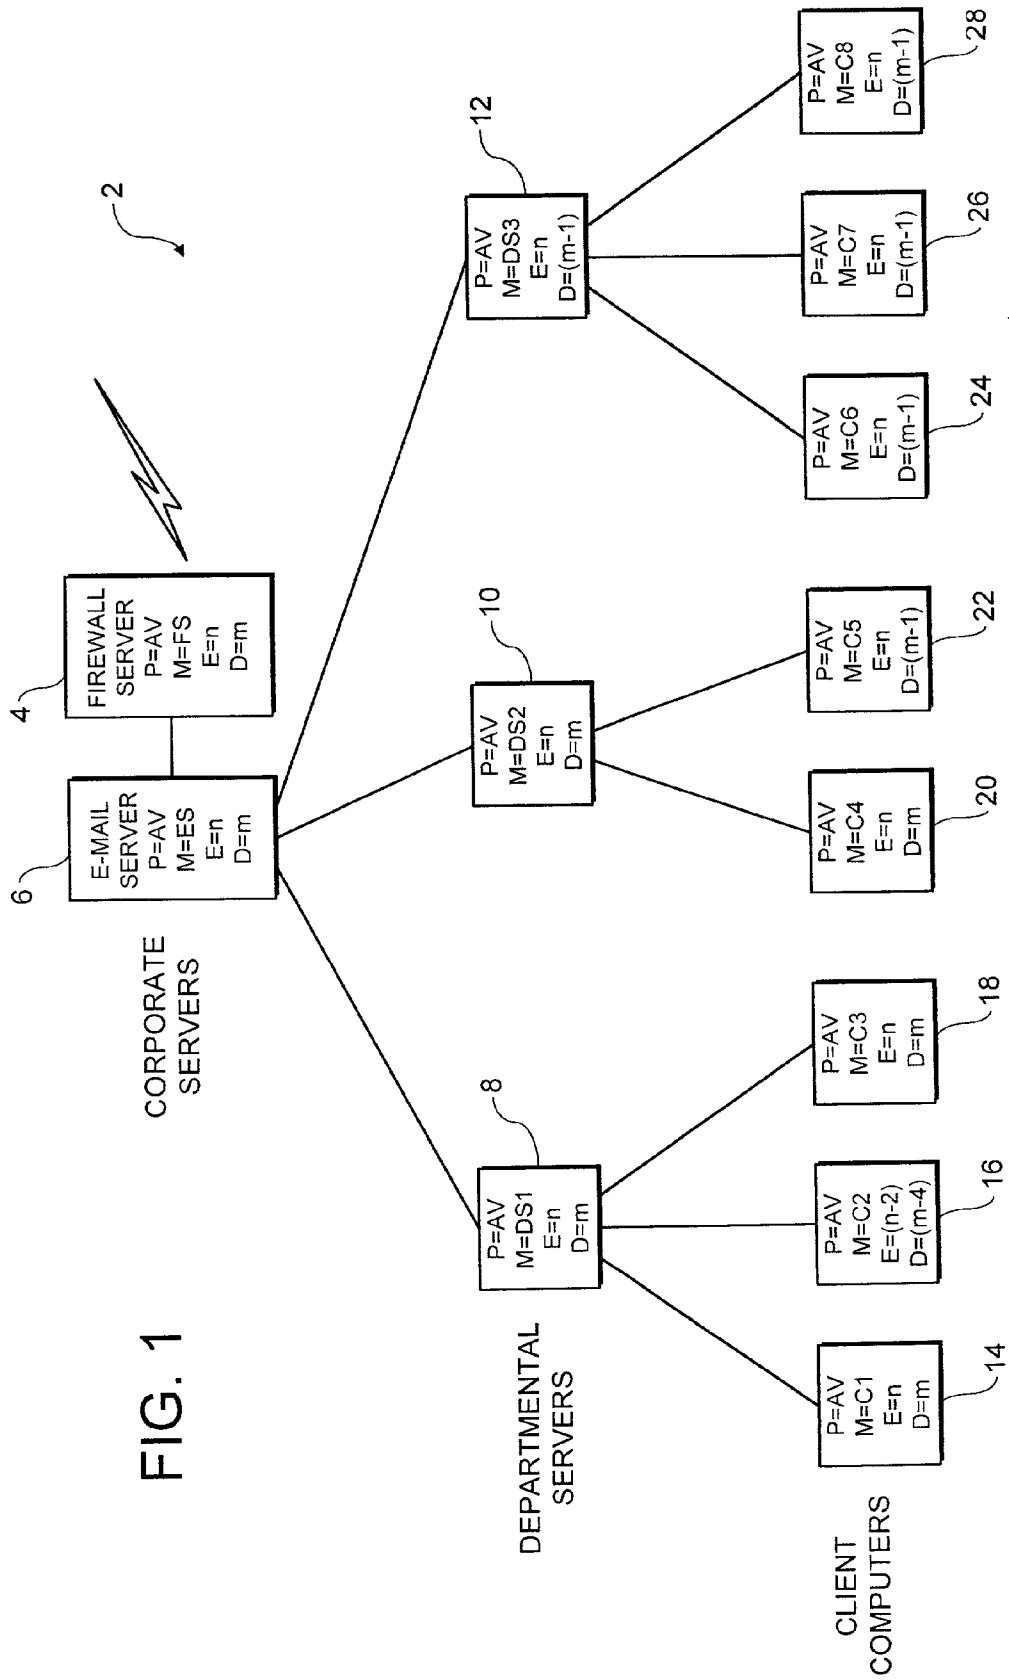 FIG. 1
2
4
FIREWALL
SERVER
P=AV
M=FS
E=n
D=m
6
E-MAIL
SERVER
P=AV
M=ES
E=n
D=m
CORPORATE
SERVERS
DEPARTMENTAL
SERVERS
8
P=AV
M=DS1
E=n
D=m
10
P=AV
M=DS2
E=n
D=m
12
P=AV
M=DS3
E=n
D=(m-1)
CLIENT
COMPUTERS
P=AV
M=C1
E=n
D=m
14
P=AV
M=C2
E=(n-2)
D=(m-4)
16
P=AV
M=C3
E=n
D=m
18
P=AV
M=C4
E=n
D=m
20
P=AV
M=C5
E=n
D=(m-1)
22
P=AV
M=C6
E=n
D=(m-1)
24
P=AV
M=C7
E=n
D=(m-1)
26
P=AV
M=C8
E=n
D=(m-1)
28